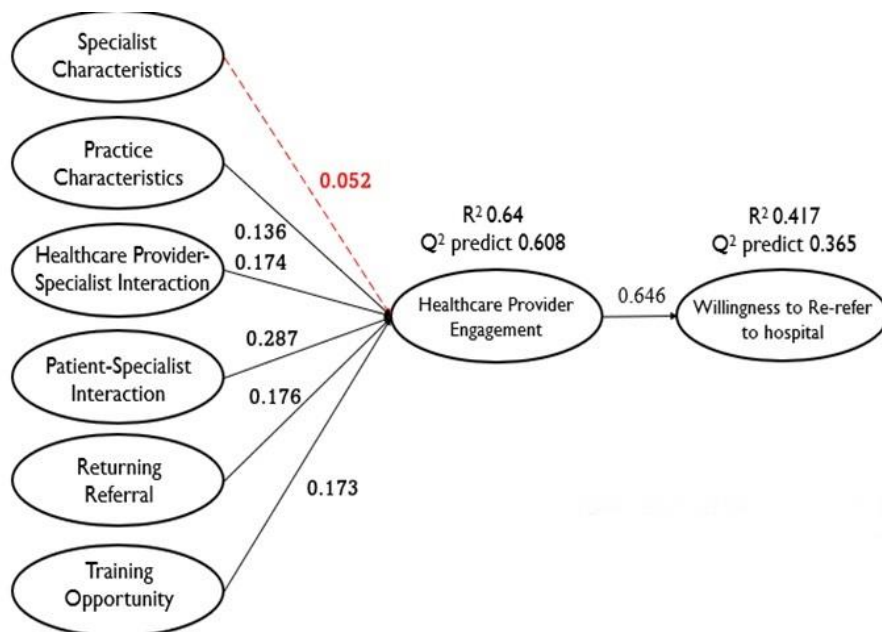 Specialist
Characteristics
Practice
Characteristics
Healthcare Provider-
Specialist Interaction
Patient-Specialist
Interaction
Returning
Referral
Training
Opportunity
0.052
0.136
0.174
0.287
0.176
0.173
R² 0.64
Q² predict 0.608
Healthcare Provider
Engagement
0.646
R² 0.417
Q² predict 0.365
Willingness to Re-refer
to hospital